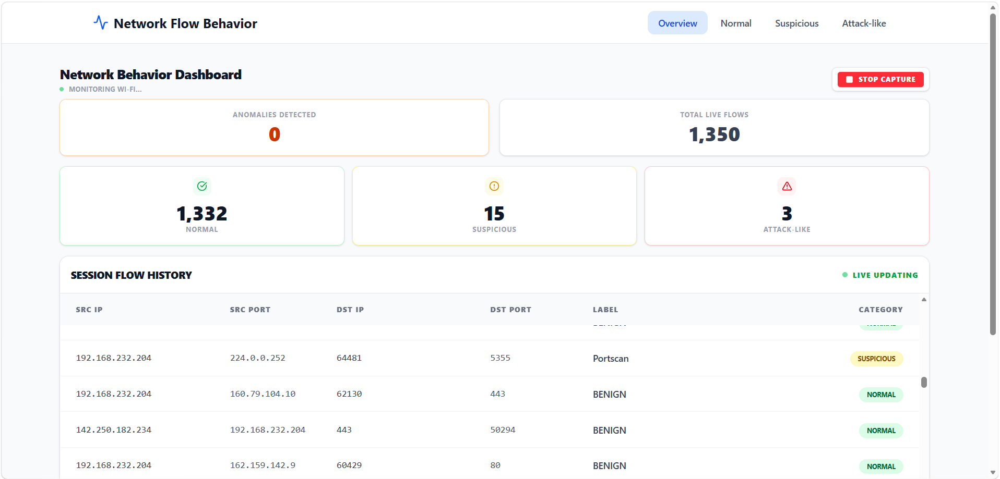 Network Flow Behavior
Overview Normal Suspicious Attack-like
Network Behavior Dashboard
MONITORING WI-FI...
STOP CAPTURE
ANOMALIES DETECTED
0
TOTAL LIVE FLOWS
1,350
1,332
NORMAL
15
SUSPICIOUS
3
ATTACK-LIKE
SESSION FLOW HISTORY
LIVE UPDATING
SRC IP SRC PORT DST IP DST PORT LABEL CATEGORY
192.168.232.204 224.0.0.252 64481 5355 Portscan SUSPICIOUS
192.168.232.204 160.79.104.10 62130 443 BENIGN NORMAL
142.250.182.234 192.168.232.204 443 50294 BENIGN NORMAL
192.168.232.204 162.159.142.9 60429 80 BENIGN NORMAL